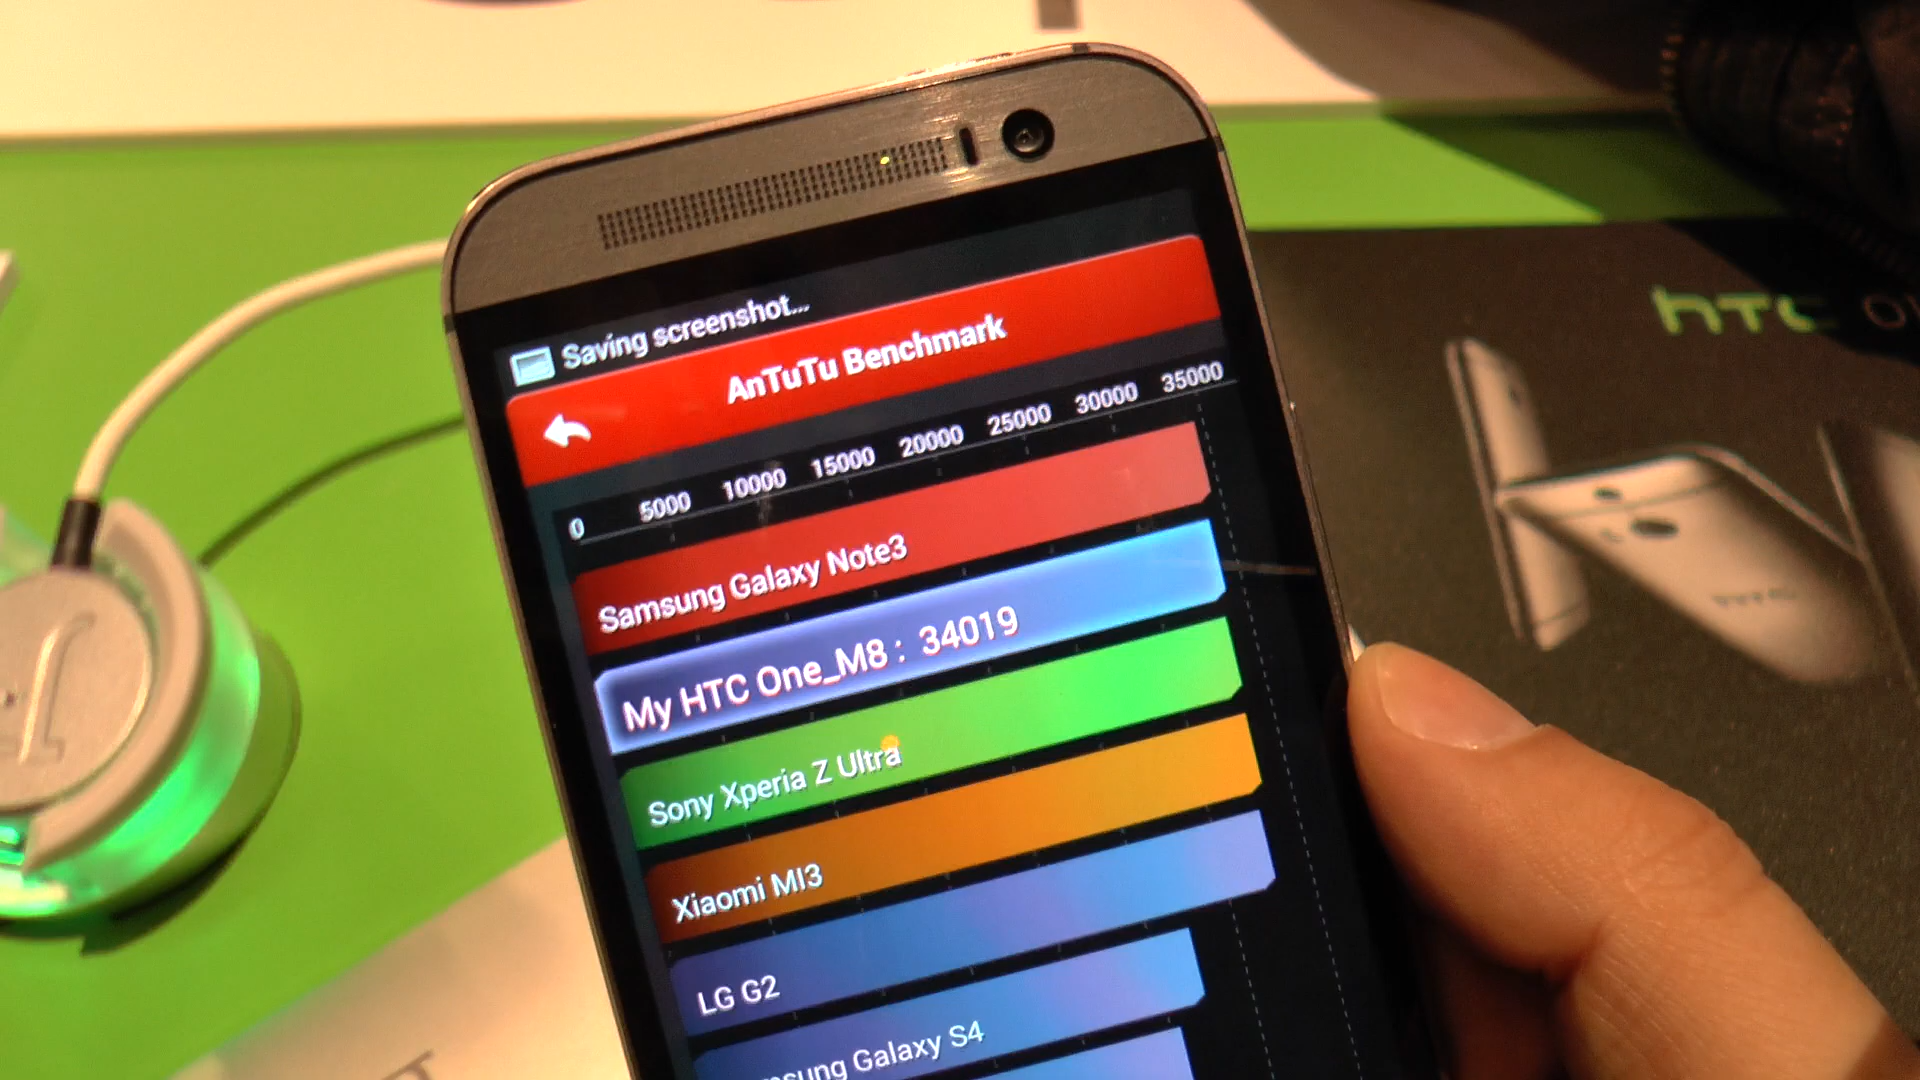 Saving screenshot...
AnTuTu Benchmark
0 5000 10000 15000 20000 25000 30000 35000
Samsung Galaxy Note3
My HTC One_M8 : 34019
Sony Xperia Z Ultra
Xiaomi MI3
LG G2
Galaxy S4
hTC
hTC